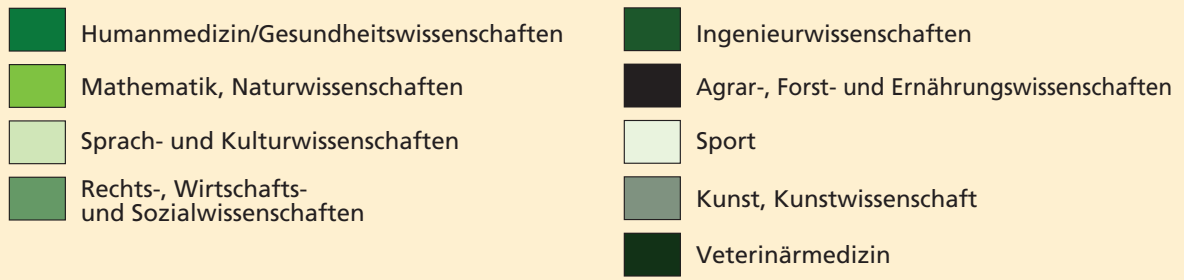 Humanmedizin/Gesundheitswissenschaften
Mathematik, Naturwissenschaften
Sprach- und Kulturwissenschaften
Rechts-, Wirtschafts-
und Sozialwissenschaften
Ingenieurwissenschaften
Agrar-, Forst- und Ernährungswissenschaften
Sport
Kunst, Kunstwissenschaft
Veterinärmedizin